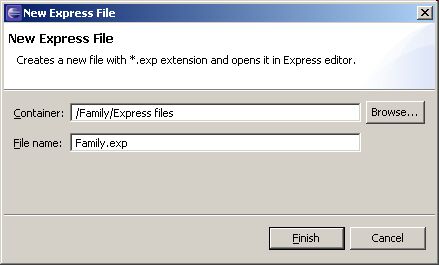 New Express File
New Express File
Creates a new file with *.exp extension and opens it in Express editor.
Container: /Family/Express files Browse...
File name: Family.exp
Finish Cancel